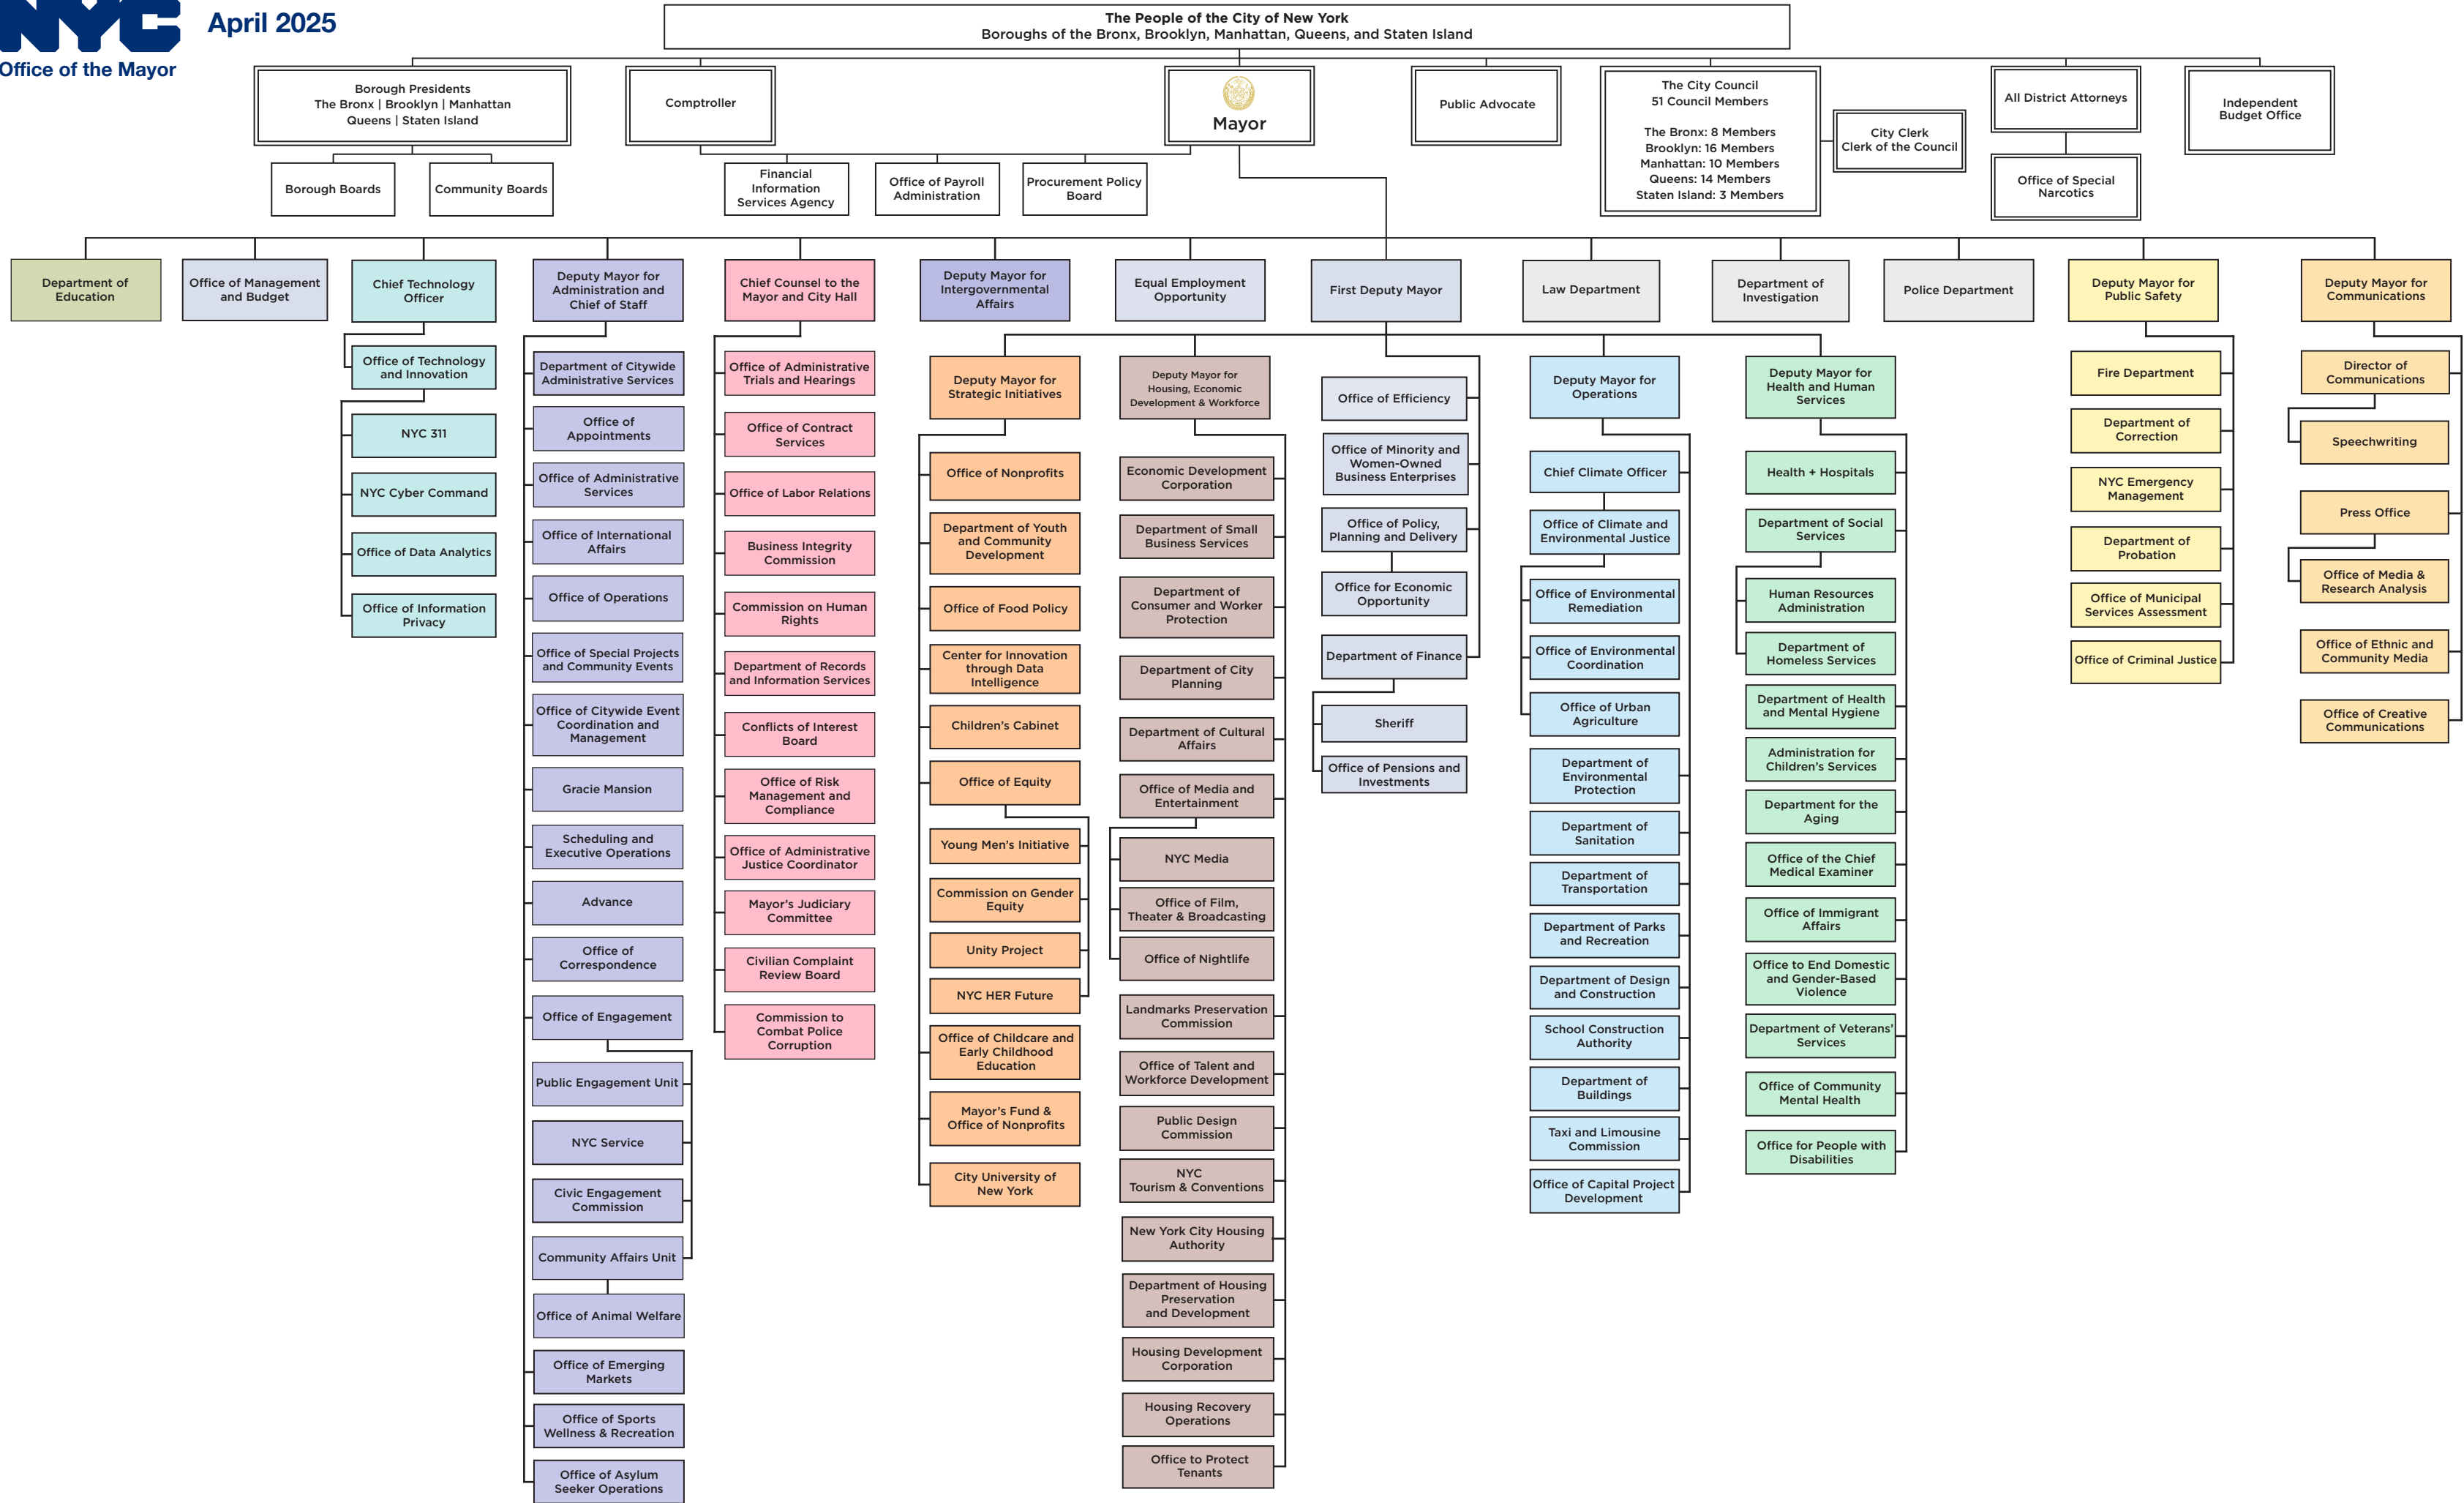 NYC
Office of the Mayor
April 2025
The People of the City of New York
Boroughs of the Bronx, Brooklyn, Manhattan, Queens, and Staten Island
Borough Presidents
The Bronx | Brooklyn | Manhattan
Queens | Staten Island
Comptroller
Mayor
Public Advocate
The City Council
51 Council Members
The Bronx: 8 Members
Brooklyn: 16 Members
Manhattan: 10 Members
Queens: 14 Members
Staten Island: 3 Members
City Clerk
Clerk of the Council
All District Attorneys
Independent
Budget Office
Borough Boards
Community Boards
Financial
Information
Services Agency
Office of Payroll
Administration
Procurement Policy
Board
Office of Special
Narcotics
Department of
Education
Office of Management
and Budget
Chief Technology
Officer
Deputy Mayor for
Administration and
Chief of Staff
Chief Counsel to the
Mayor and City Hall
Deputy Mayor for
Intergovernmental
Affairs
Equal Employment
Opportunity
First Deputy Mayor
Law Department
Department of
Investigation
Police Department
Deputy Mayor for
Public Safety
Deputy Mayor for
Communications
Office of Technology
and Innovation
NYC 311
NYC Cyber Command
Office of Data Analytics
Office of Information
Privacy
Department of Citywide
Administrative Services
Office of
Appointments
Office of Administrative
Services
Office of International
Affairs
Office of Operations
Office of Special Projects
and Community Events
Office of Citywide Event
Coordination and
Management
Gracie Mansion
Scheduling and
Executive Operations
Advance
Office of
Correspondence
Office of Engagement
Public Engagement Unit
NYC Service
Civic Engagement
Commission
Community Affairs Unit
Office of Animal Welfare
Office of Emerging
Markets
Office of Sports
Wellness & Recreation
Office of Asylum
Seeker Operations
Office of Administrative
Trials and Hearings
Office of Contract
Services
Office of Labor Relations
Business Integrity
Commission
Commission on Human
Rights
Department of Records
and Information Services
Conflicts of Interest
Board
Office of Risk
Management and
Compliance
Office of Administrative
Justice Coordinator
Mayor's Judiciary
Committee
Civilian Complaint
Review Board
Commission to
Combat Police
Corruption
Deputy Mayor for
Strategic Initiatives
Office of Nonprofits
Department of Youth
and Community
Development
Office of Food Policy
Center for Innovation
through Data
Intelligence
Children's Cabinet
Office of Equity
Young Men's Initiative
Commission on Gender
Equity
Unity Project
NYC HER Future
Office of Childcare and
Early Childhood
Education
Mayor's Fund &
Office of Nonprofits
City University of
New York
Deputy Mayor for
Housing, Economic
Development & Workforce
Economic Development
Corporation
Department of Small
Business Services
Department of
Consumer and Worker
Protection
Department of City
Planning
Department of Cultural
Affairs
Office of Media and
Entertainment
NYC Media
Office of Film,
Theater & Broadcasting
Office of Nightlife
Landmarks Preservation
Commission
Office of Talent and
Workforce Development
Public Design
Commission
NYC
Tourism & Conventions
New York City Housing
Authority
Department of Housing
Preservation
and Development
Housing Development
Corporation
Housing Recovery
Operations
Office to Protect
Tenants
Office of Efficiency
Office of Minority and
Women-Owned
Business Enterprises
Office of Policy,
Planning and Delivery
Office for Economic
Opportunity
Department of Finance
Sheriff
Office of Pensions and
Investments
Deputy Mayor for
Operations
Chief Climate Officer
Office of Climate and
Environmental Justice
Office of Environmental
Remediation
Office of Environmental
Coordination
Office of Urban
Agriculture
Department of
Environmental
Protection
Department of
Sanitation
Department of
Transportation
Department of Parks
and Recreation
Department of Design
and Construction
School Construction
Authority
Department of
Buildings
Taxi and Limousine
Commission
Office of Capital Project
Development
Deputy Mayor for
Health and Human
Services
Health + Hospitals
Department of Social
Services
Human Resources
Administration
Department of
Homeless Services
Department of Health
and Mental Hygiene
Administration for
Children's Services
Department for the
Aging
Office of the Chief
Medical Examiner
Office of Immigrant
Affairs
Office to End Domestic
and Gender-Based
Violence
Department of Veterans'
Services
Office of Community
Mental Health
Office for People with
Disabilities
Fire Department
Department of
Correction
NYC Emergency
Management
Department of
Probation
Office of Municipal
Services Assessment
Office of Criminal Justice
Director of
Communications
Speechwriting
Press Office
Office of Media &
Research Analysis
Office of Ethnic and
Community Media
Office of Creative
Communications